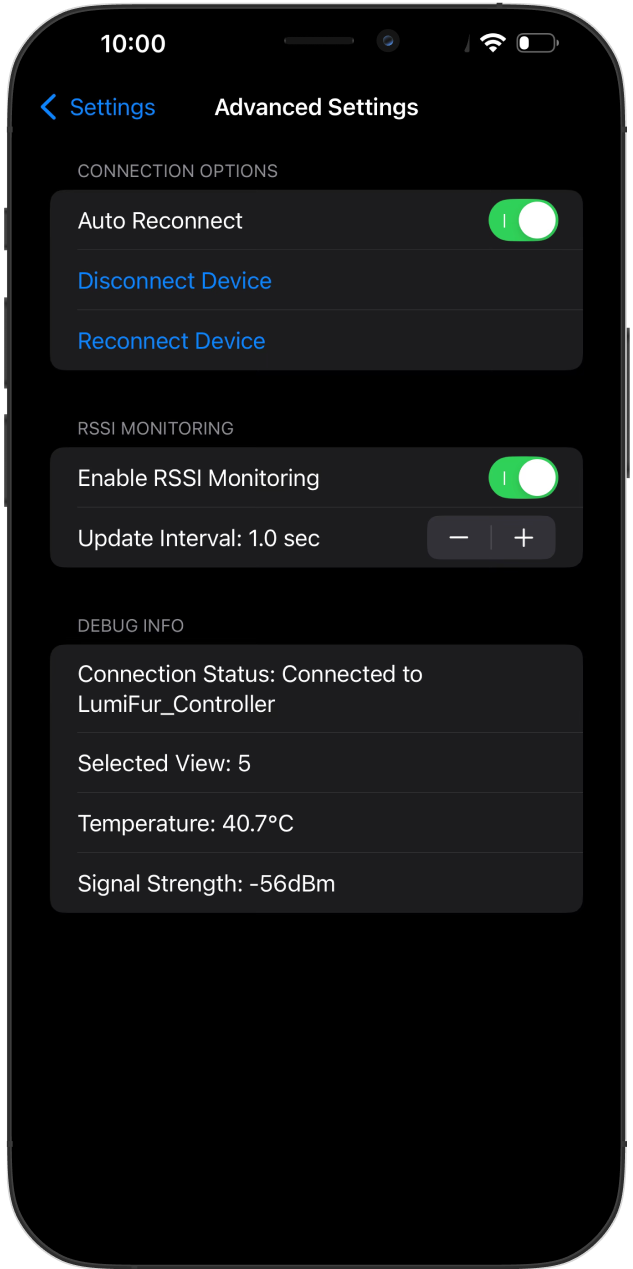 10:00
Settings
Advanced Settings
CONNECTION OPTIONS
Auto Reconnect
Disconnect Device
Reconnect Device
RSSI MONITORING
Enable RSSI Monitoring
Update Interval: 1.0 sec
DEBUG INFO
Connection Status: Connected to
LumiFur_Controller
Selected View: 5
Temperature: 40.7°C
Signal Strength: -56dBm